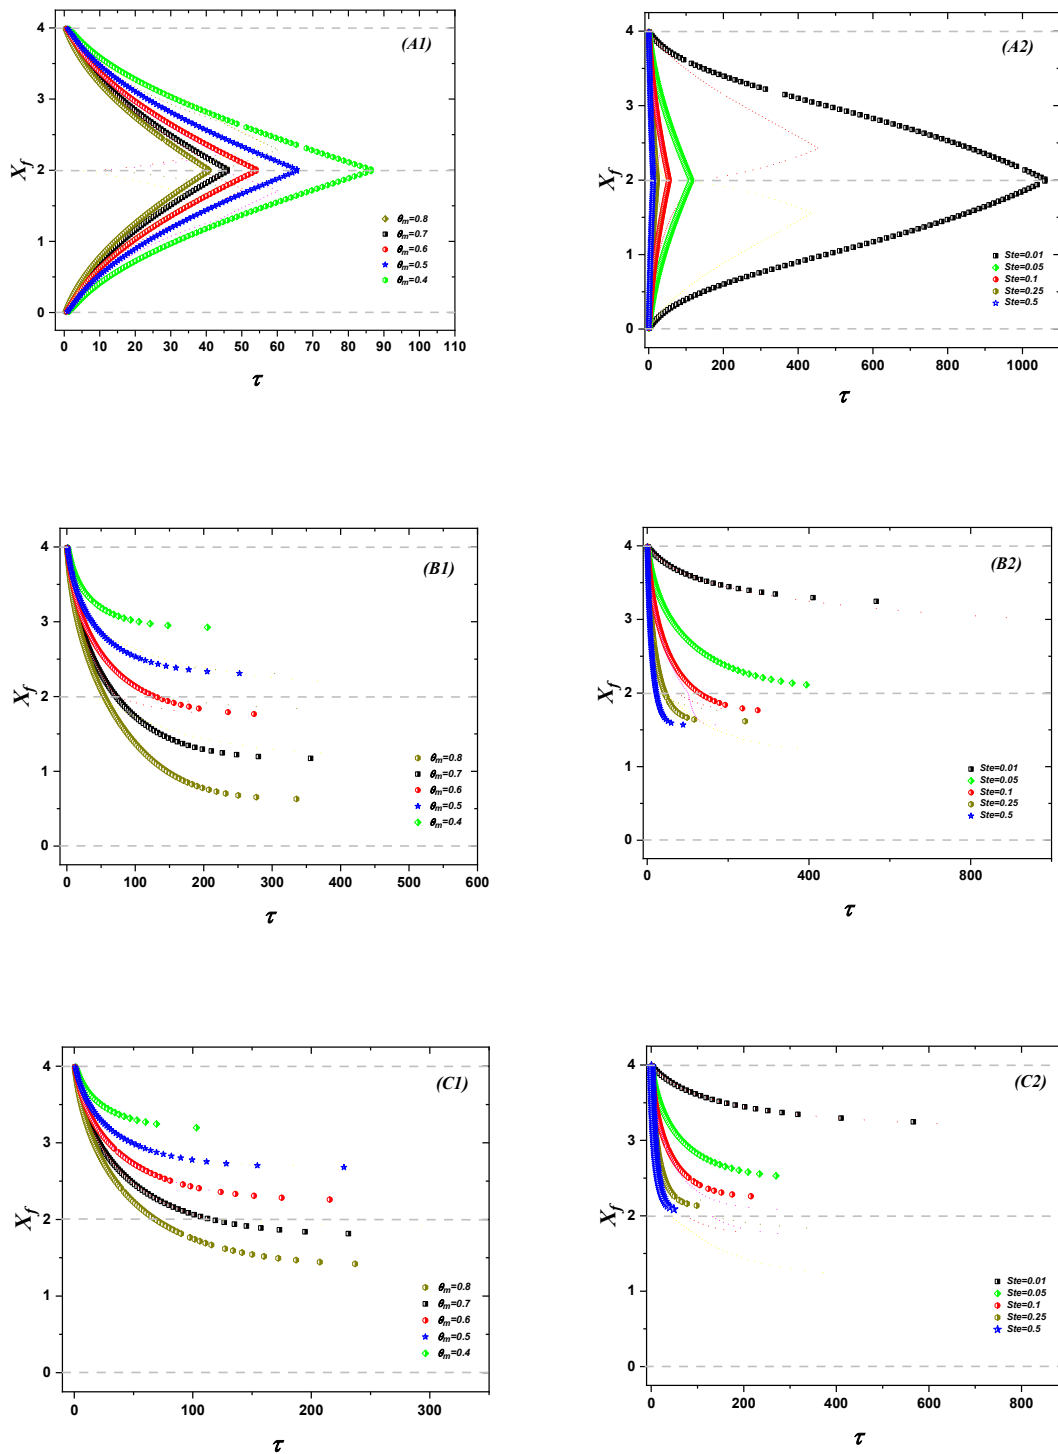 (A1)
4
3
2
1
0
X_f
θ_m=0.8
θ_m=0.7
θ_m=0.6
θ_m=0.5
θ_m=0.4
0 10 20 30 40 50 60 70 80 90 100 110
τ
(A2)
4
3
2
1
0
X_f
Ste=0.01
Ste=0.05
Ste=0.1
Ste=0.25
Ste=0.5
0 200 400 600 800 1000
τ
(B1)
4
3
2
1
0
X_f
θ_m=0.8
θ_m=0.7
θ_m=0.6
θ_m=0.5
θ_m=0.4
0 100 200 300 400 500 600
τ
(B2)
4
3
2
1
0
X_f
Ste=0.01
Ste=0.05
Ste=0.1
Ste=0.25
Ste=0.5
0 400 800
τ
(C1)
4
3
2
1
0
X_f
θ_m=0.8
θ_m=0.7
θ_m=0.6
θ_m=0.5
θ_m=0.4
0 100 200 300
τ
(C2)
4
3
2
1
0
X_f
Ste=0.01
Ste=0.05
Ste=0.1
Ste=0.25
Ste=0.5
0 200 400 600 800
τ